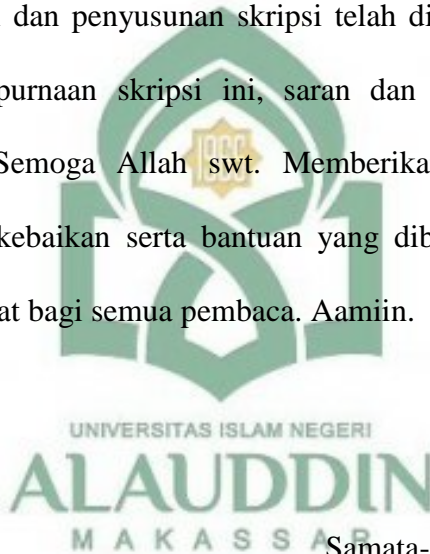 dan penyusunan skripsi telah di
purnaan skripsi ini, saran dan
Semoga Allah swt. Memberika
kebaikan serta bantuan yang dib
at bagi semua pembaca. Aamiin.
1965
UNIVERSITAS ISLAM NEGERI
ALAUDDIN
MAKASSAR
Samata-